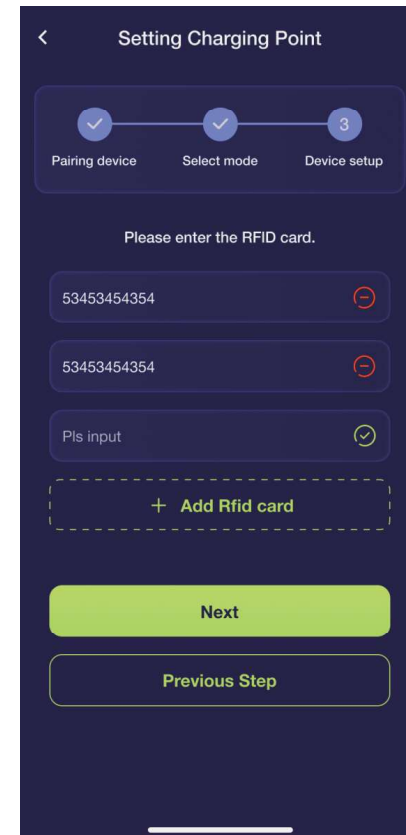 Setting Charging Point
3
Pairing device Select mode Device setup
Please enter the RFID card.
53453454354
53453454354
Pls input
+ Add Rfid card
Next
Previous Step